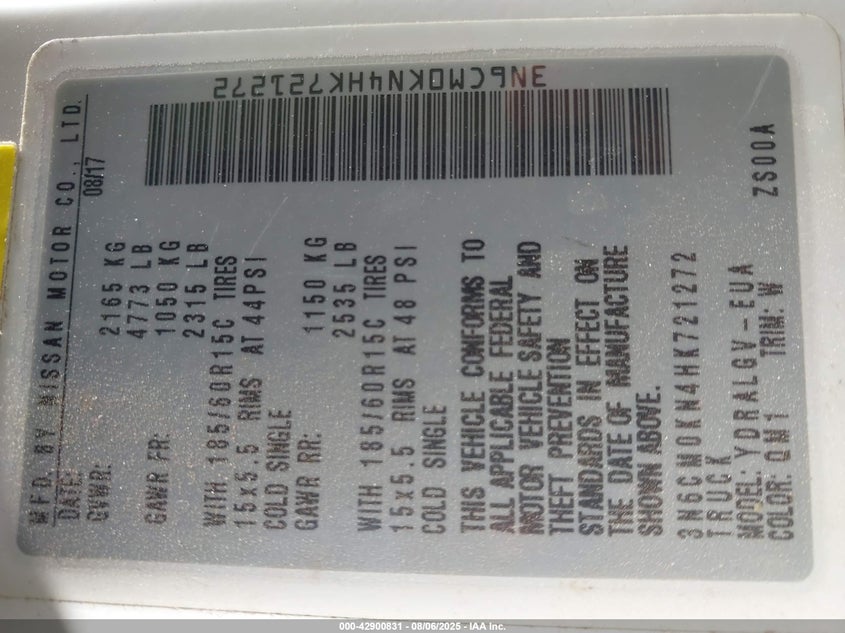 MFD BY NISSAN MOTOR CO., LTD.
DATE: 08/17
GVWR: 2165 KG
4773 LB
GAWR FR: 1050 KG
2315 LB
WITH 185/60R15C TIRES
15x5.5 RIMS AT 44PSI
COLD SINGLE
GAWR RR: 1150 KG
2535 LB
WITH 185/60R15C TIRES
15x5.5 RIMS AT 48 PSI
COLD SINGLE
THIS VEHICLE CONFORMS TO
ALL APPLICABLE FEDERAL
MOTOR VEHICLE SAFETY AND
THEFT PREVENTION
STANDARDS IN EFFECT ON
THE DATE OF MANUFACTURE
SHOWN ABOVE.
3N6CM0KN4HK721272
TRUCK
MODEL: YDRALGV-EUA
COLOR: QM1 TRIM: W
ZS00A
3N6CM0KN4HK721272
000-42900831 - 08/06/2025 - IAA Inc.